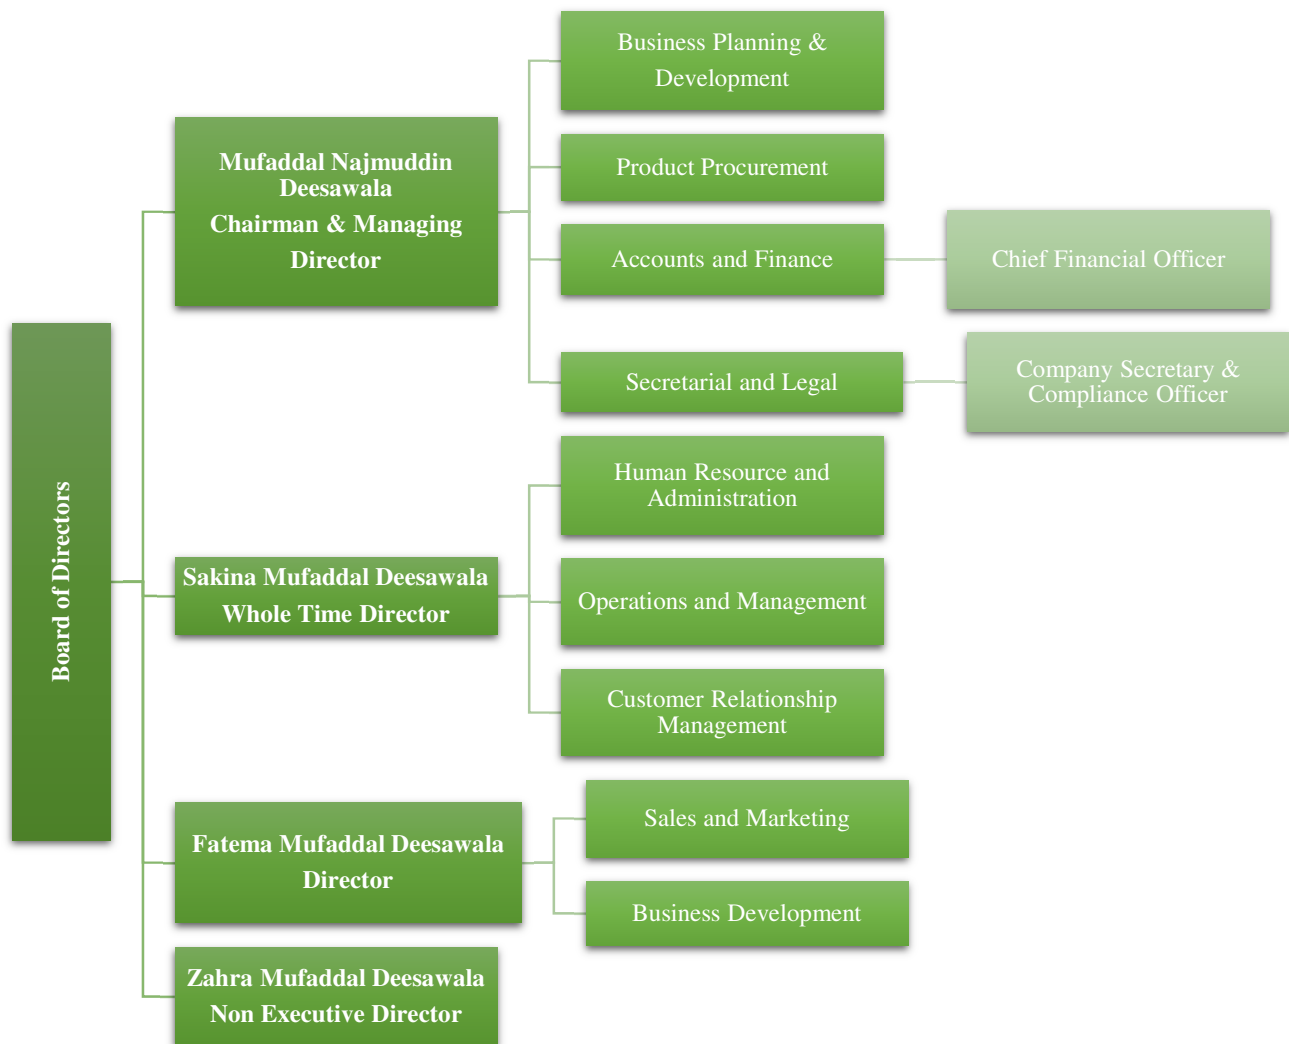 Board of Directors
Mufaddal Najmuddin
Deesawala
Chairman & Managing
Director
Business Planning &
Development
Product Procurement
Accounts and Finance
Chief Financial Officer
Secretarial and Legal
Company Secretary &
Compliance Officer
Sakina Mufaddal Deesawala
Whole Time Director
Human Resource and
Administration
Operations and Management
Customer Relationship
Management
Fatema Mufaddal Deesawala
Director
Sales and Marketing
Business Development
Zahra Mufaddal Deesawala
Non Executive Director